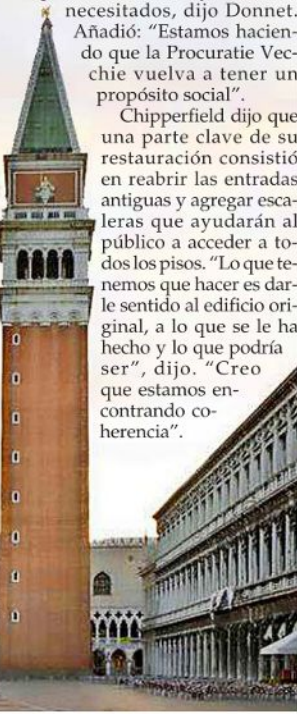 necesitados, dijo Donnet.
Añadió: “Estamos hacien-
do que la Procuratie Vec-
chie vuelva a tener un
propósito social”.
Chipperfield dijo que
una parte clave de su
restauración consistió
en reabrir las entradas
antiguas y agregar esca-
leras que ayudarán al
público a acceder a to-
dos los pisos. “Lo que te-
nemos que hacer es dar-
le sentido al edificio ori-
ginal, a lo que se le ha
hecho y lo que podría
ser”, dijo. “Creo
que estamos en-
contrando co-
herencia”.